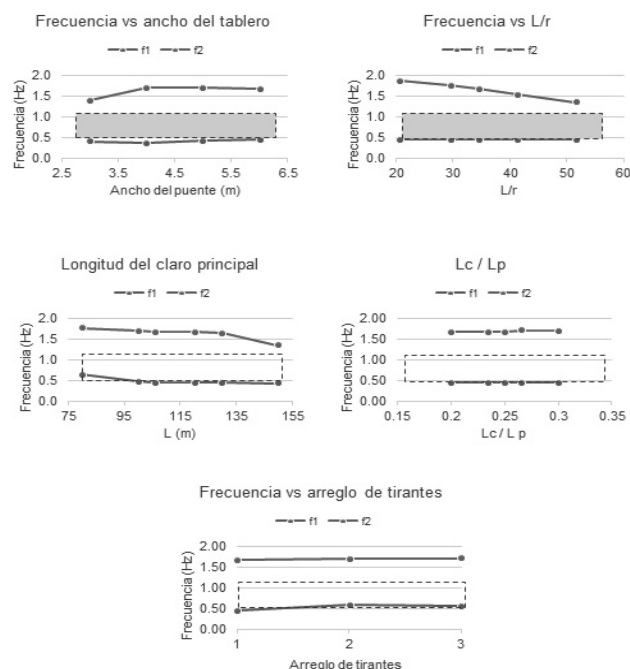 Frecuencia vs ancho del tablero
f1 f2
Frecuencia (Hz)
2.0
1.5
1.0
0.5
0.0
2.5 3.5 4.5 5.5 6.5
Ancho del puente (m)
Frecuencia vs L/r
f1 f2
Frecuencia (Hz)
2.0
1.5
1.0
0.5
0.0
20 30 40 50 60
L/r
Longitud del claro principal
f1 f2
Frecuencia (Hz)
2.00
1.50
1.00
0.50
0.00
75 95 115 135 155
L (m)
Lc / Lp
f1 f2
Frecuencia (Hz)
2.00
1.50
1.00
0.50
0.00
0.15 0.2 0.25 0.3 0.35
Lc / L p
Frecuencia vs arreglo de tirantes
f1 f2
Frecuencia (Hz)
2.00
1.50
1.00
0.50
0.00
1 2 3
Arreglo de tirantes